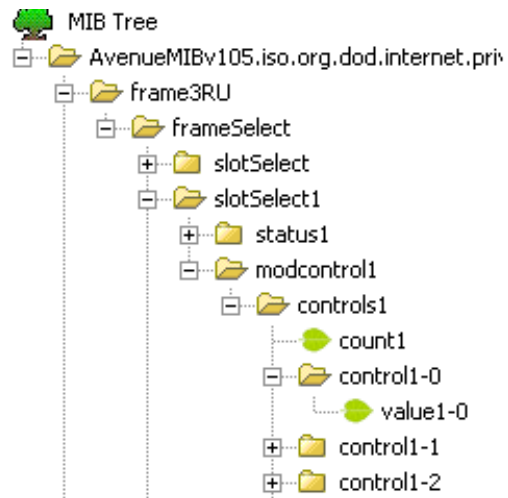 MIB Tree
AvenueMIBv105.iso.org.dod.internet.pri
frame3RU
frameSelect
slotSelect
slotSelect1
status1
modcontrol1
controls1
count1
control1-0
value1-0
control1-1
control1-2